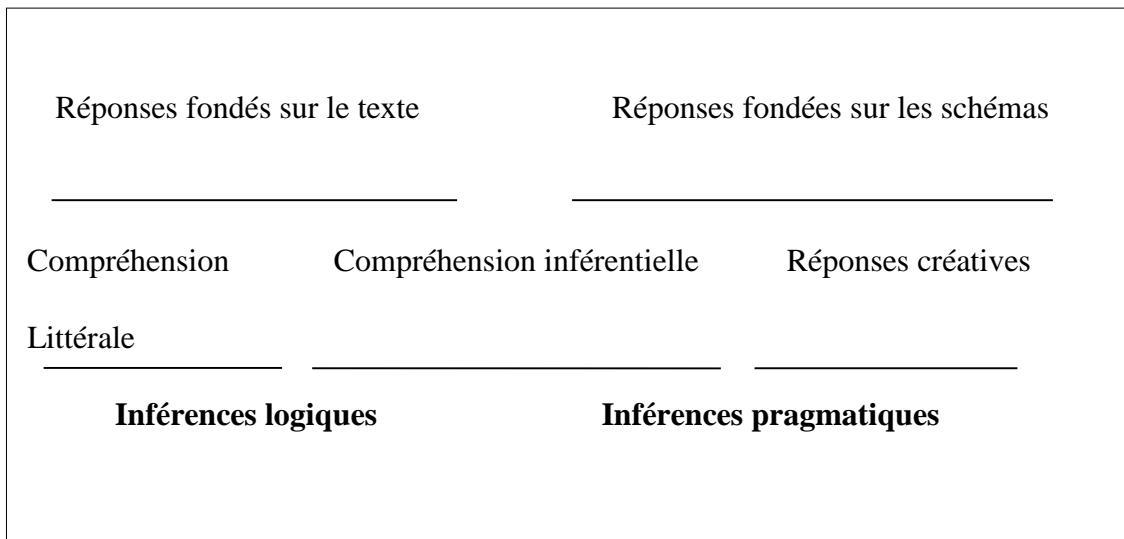 Réponses fondés sur le texte Réponses fondées sur les schémas
Compréhension Compréhension inférentielle Réponses créatives
Littérale
Inférences logiques Inférences pragmatiques